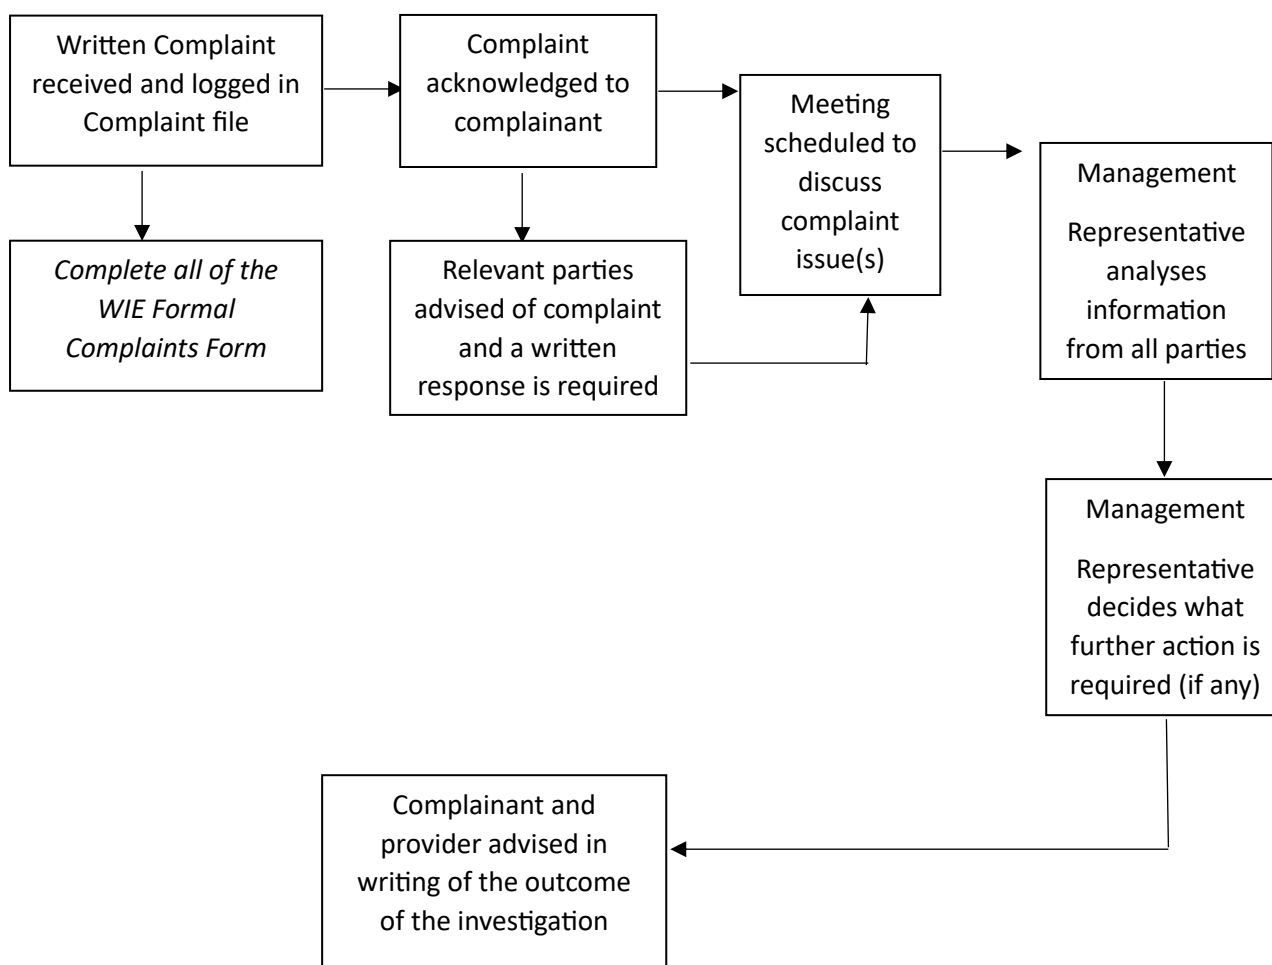 Written Complaint
received and logged in
Complaint file
Complaint
acknowledged to
complainant
Meeting
scheduled to
discuss
complaint
issue(s)
Management
Representative
analyses
information
from all parties
Complete all of the
WIE Formal
Complaints Form
Relevant parties
advised of complaint
and a written
response is required
Management
Representative
decides what
further action is
required (if any)
Complainant and
provider advised in
writing of the outcome
of the investigation